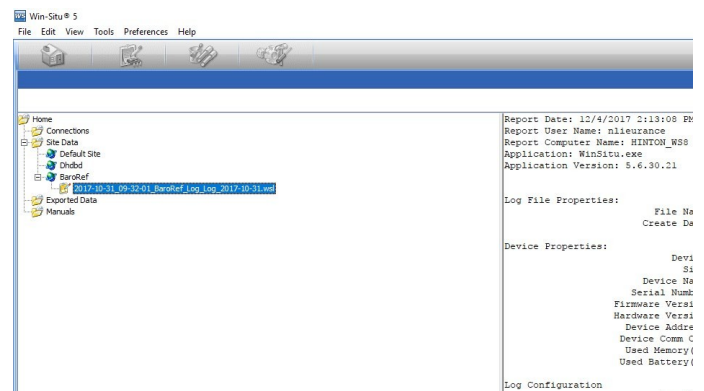 Win-Situ® 5
File Edit View Tools Preferences Help
Home
Connections
Site Data
Default Site
Dhdbd
BaroRef
2017-10-31_09-32-01_BaroRef_Log_Log_2017-10-31.wsl
Exported Data
Manuals
Report Date: 12/4/2017 2:13:08 PM
Report User Name: nlieurance
Report Computer Name: HINTON_WS8
Application: WinSitu.exe
Application Version: 5.6.30.21
Log File Properties:
File Na
Create Da
Device Properties:
Devi
Si
Device Na
Serial Numb
Firmware Versi
Hardware Versi
Device Addre
Device Comm C
Used Memory(
Used Battery(
Log Configuration